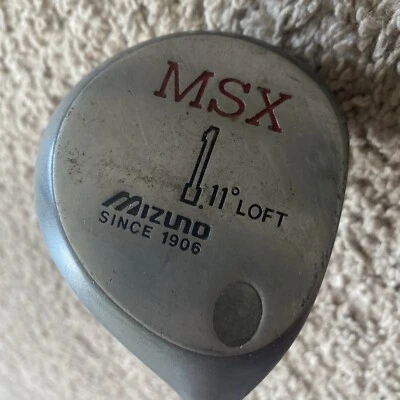 MSX
1. 11° LOFT
MIZUNO
SINCE 1906